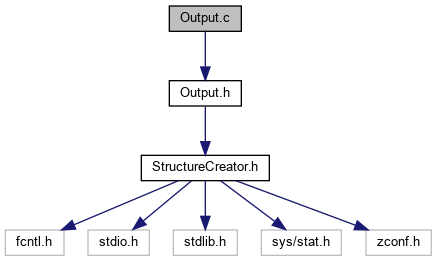 Output.c
Output.h
StructureCreator.h
fcntl.h
stdio.h
stdlib.h
sys/stat.h
zconf.h